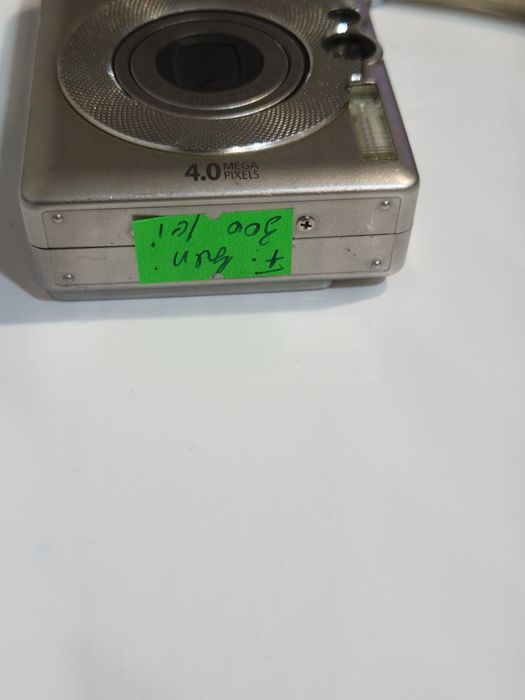 4.0 MEGA
PIXELS
F. bun
300 lei